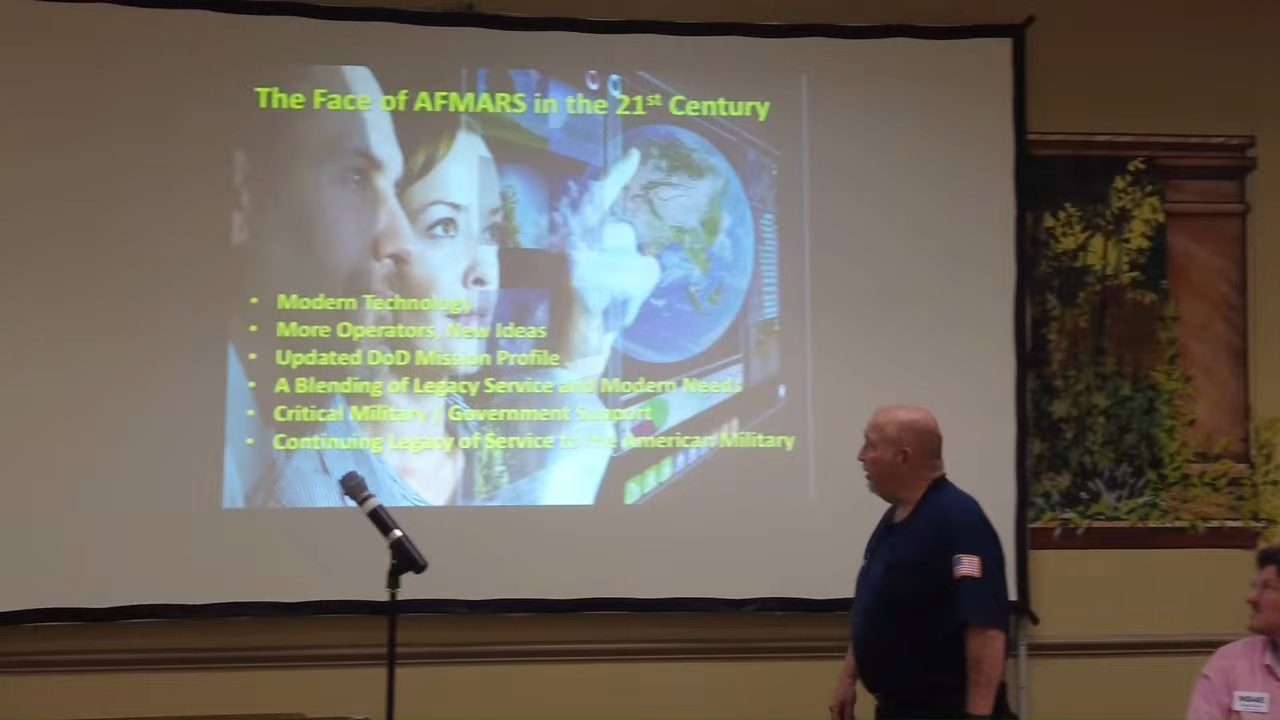 The Face of AFMARS in the 21st Century
• Modern Technology
• More Operators, New Ideas
• Updated DoD Mission Profile
• A Blending of Legacy Service and Modern Needs
• Critical Military / Government Support
• Continuing Legacy of Service to the American Military